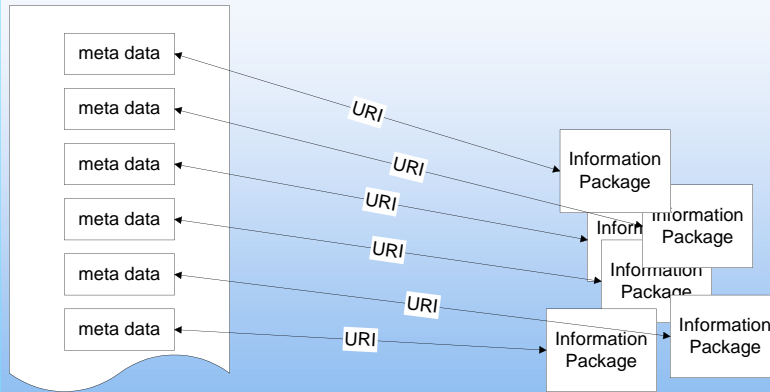 meta data
meta data
meta data
meta data
meta data
meta data
URI
URI
URI
URI
URI
URI
Information
Package
Information
Package
Inform
Information
Package
Information
Package
Information
Package